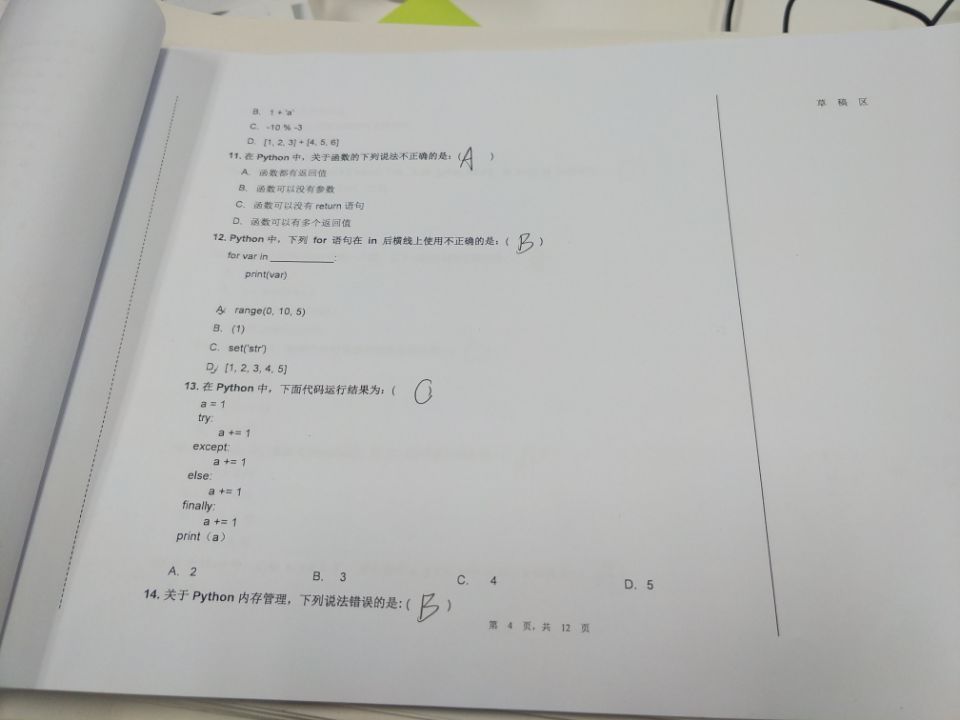 草 稿 区
B. 1 + 'a'
C. -10 % -3
D. [1, 2, 3] + [4, 5, 6]
11. 在 Python 中，关于函数的下列说法不正确的是：( A )
A. 函数都有返回值
B. 函数可以没有参数
C. 函数可以没有 return 语句
D. 函数可以有多个返回值
12. Python 中，下列 for 语句在 in 后横线上使用不正确的是：( B )
for var in ____________:
print(var)
A. range(0, 10, 5)
B. (1)
C. set('str')
D. [1, 2, 3, 4, 5]
13. 在 Python 中，下面代码运行结果为：( C
a = 1
try:
a += 1
except:
a += 1
else:
a += 1
finally:
a += 1
print（a）
A. 2 B. 3 C. 4 D. 5
14. 关于 Python 内存管理，下列说法错误的是:( B )
第 4 页，共 12 页